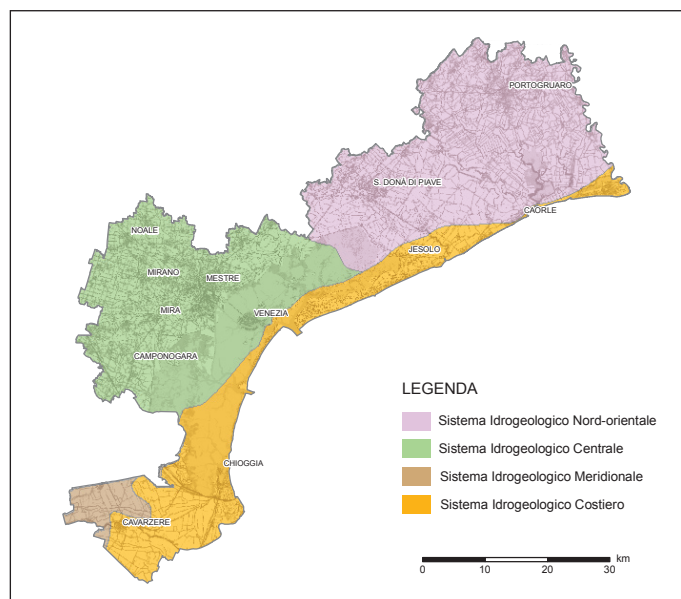 PORTOGRUARO
S. DONÀ DI PIAVE
CAORLE
NOALE
JESOLO
MIRANO
MESTRE
MIRA
VENEZIA
CAMPONOGARA
CHIOGGIA
CAVARZERE
LEGENDA
Sistema Idrogeologico Nord-orientale
Sistema Idrogeologico Centrale
Sistema Idrogeologico Meridionale
Sistema Idrogeologico Costiero
km
0 10 20 30